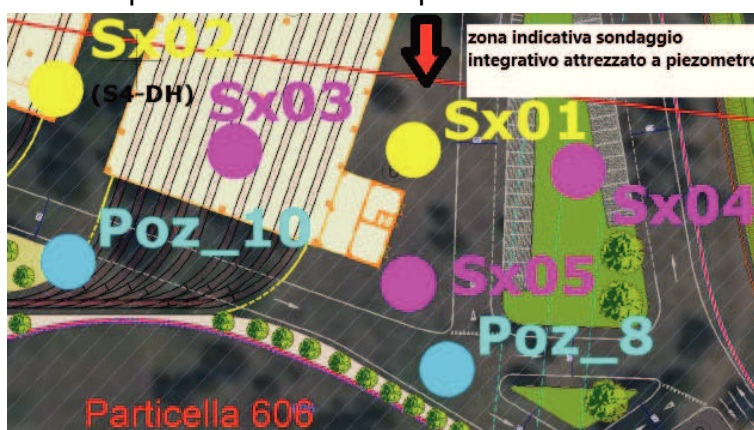 zona indicativa sondaggio
integrativo attrezzato a piezometro
Sx02
(S4-DH)
Sx03
Sx01
Sx04
Poz_10
Sx05
Poz_8
Particella 606